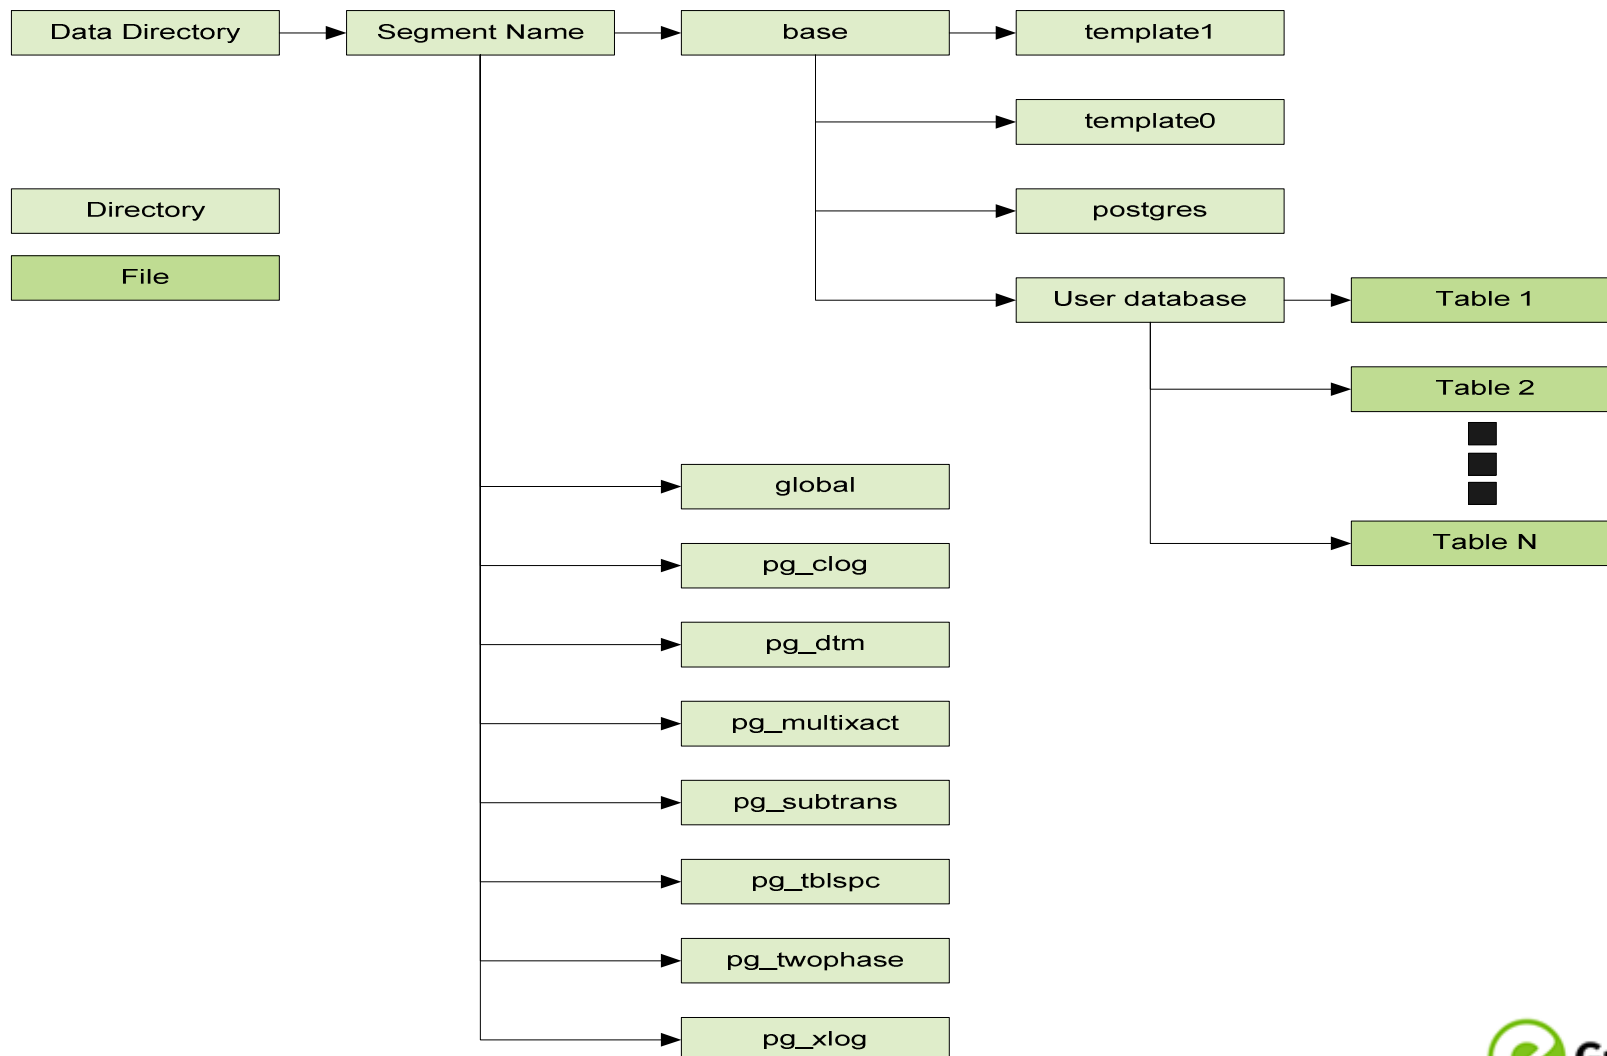 Data Directory
Segment Name
base
template1
template0
Directory
postgres
File
User database
Table 1
Table 2
global
Table N
pg_clog
pg_dtm
pg_multixact
pg_subtrans
pg_tblspc
pg_twophase
pg_xlog